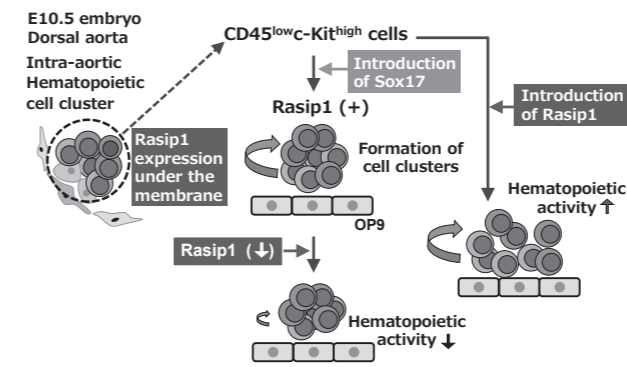 E10.5 embryo
Dorsal aorta
Intra-aortic
Hematopoietic
cell cluster
Rasip1
expression
under the
membrane
CD45lowc-Kithigh cells
Introduction
of Sox17
Rasip1 (+)
Formation of
cell clusters
OP9
Rasip1 (↓)
Hematopoietic
activity ↓
Introduction
of Rasip1
Hematopoietic
activity ↑